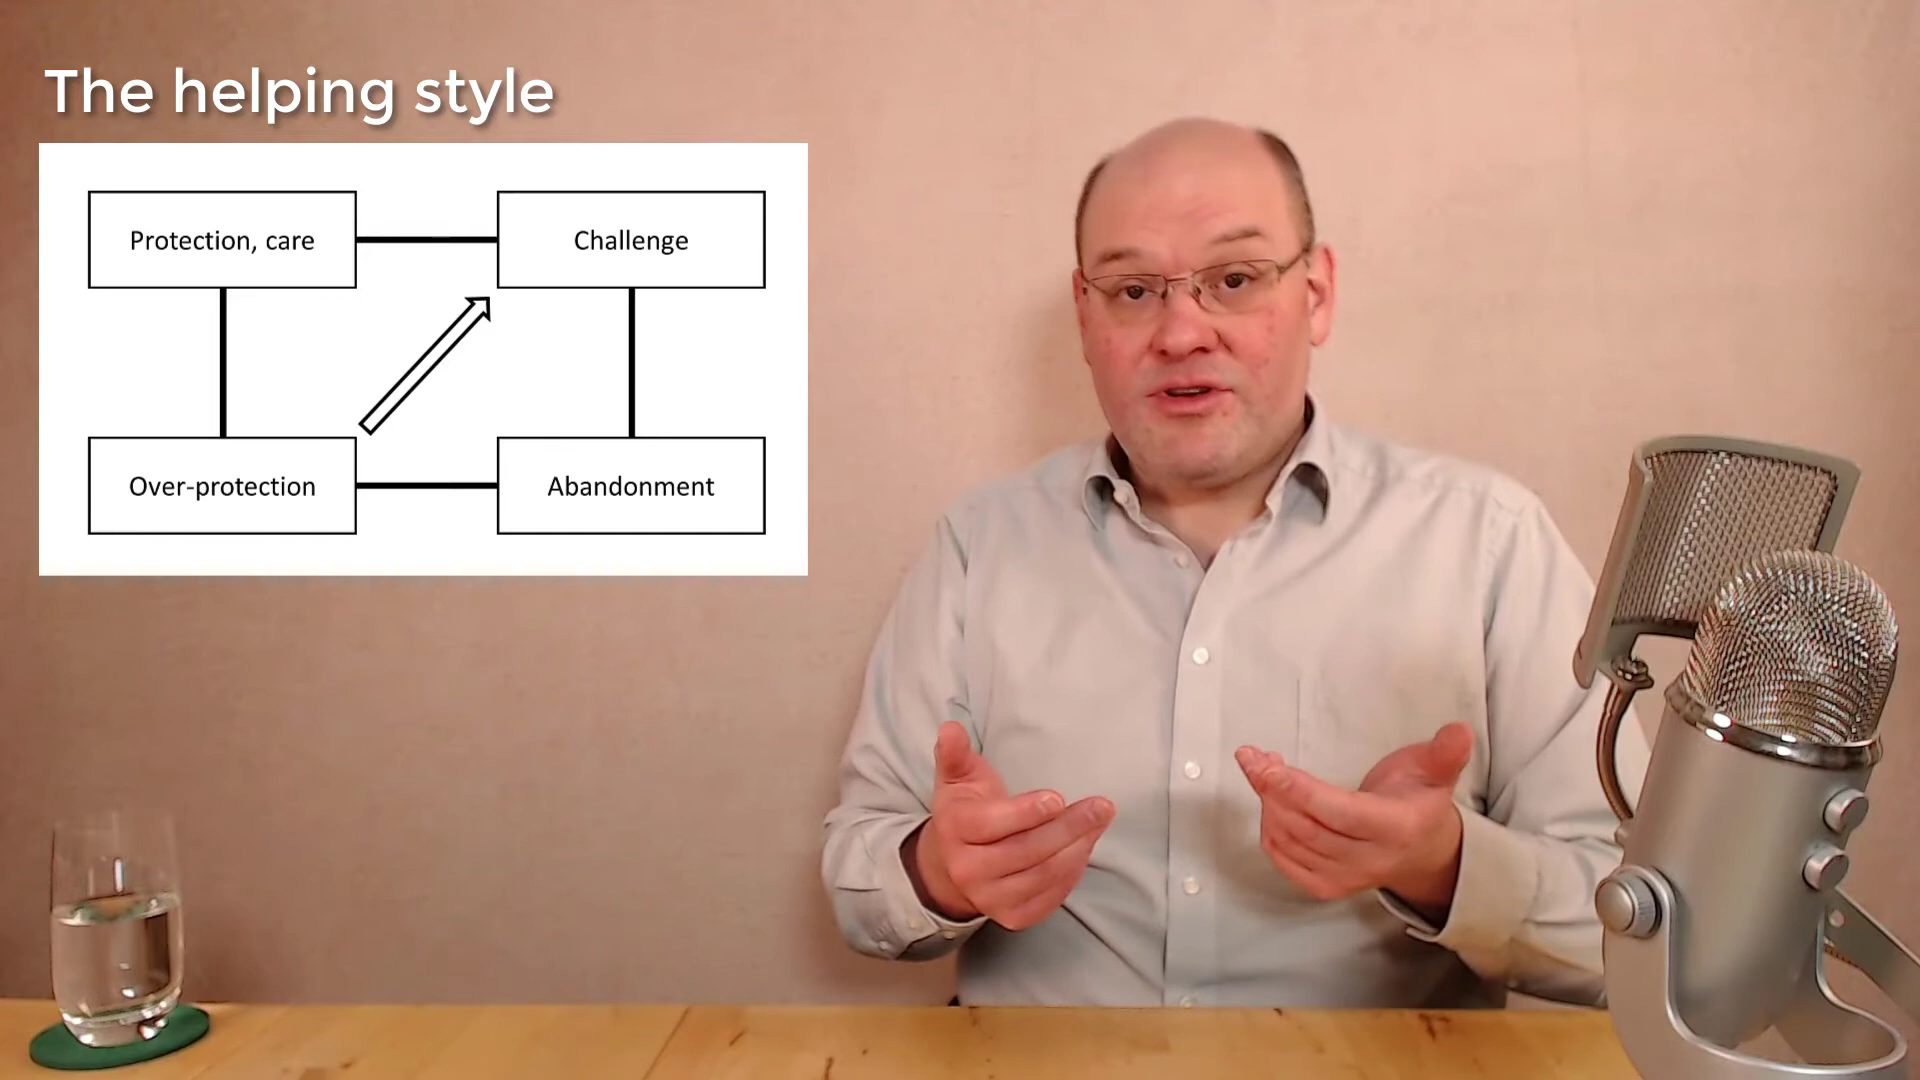 The helping style
Protection, care
Challenge
Over-protection
Abandonment